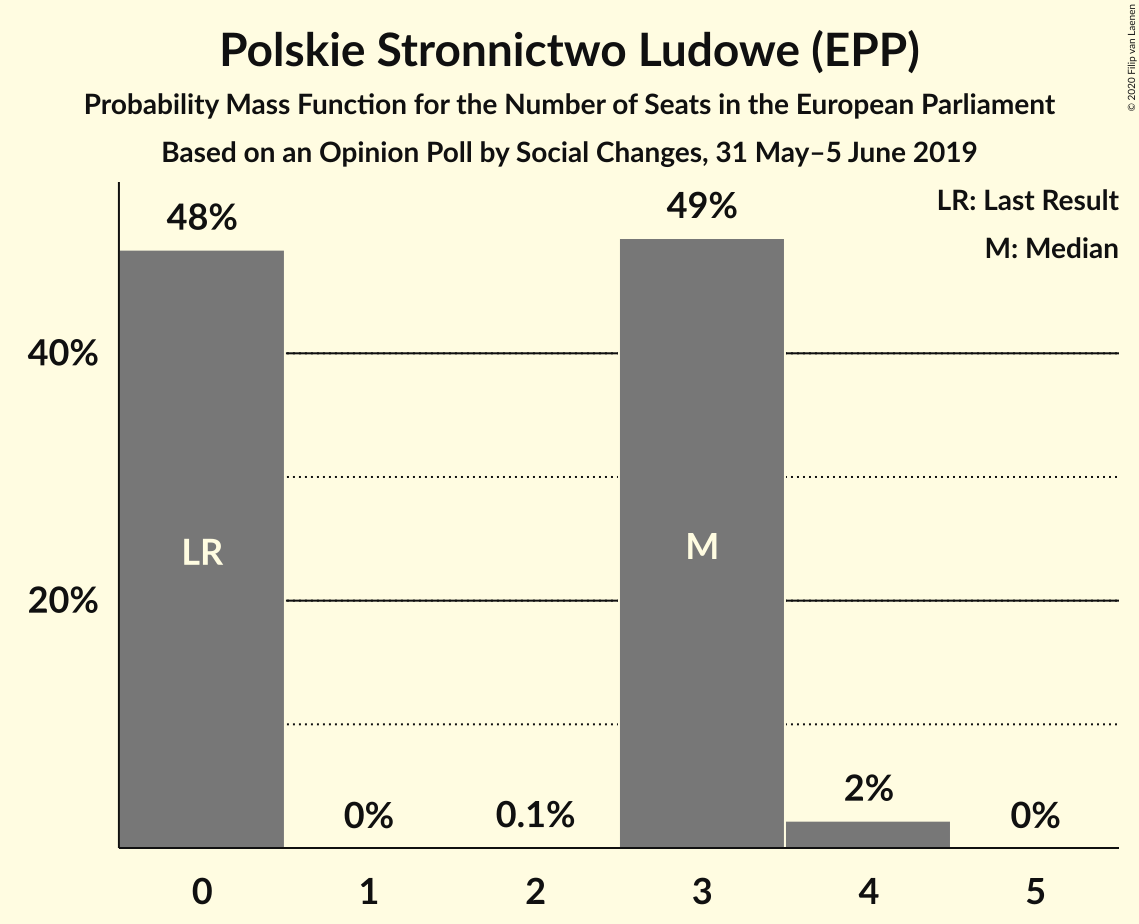 Polskie Stronnictwo Ludowe (EPP)
Probability Mass Function for the Number of Seats in the European Parliament
Based on an Opinion Poll by Social Changes, 31 May–5 June 2019
© 2020 Filip van Laenen
LR: Last Result
M: Median
48%
49%
40%
LR
M
20%
0%
0.1%
2%
0%
0
1
2
3
4
5